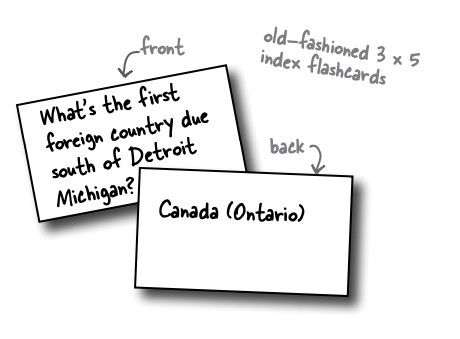 front
old-fashioned 3 x 5
index flashcards
What's the first
foreign country due
south of Detroit
Michigan?
back
Canada (Ontario)